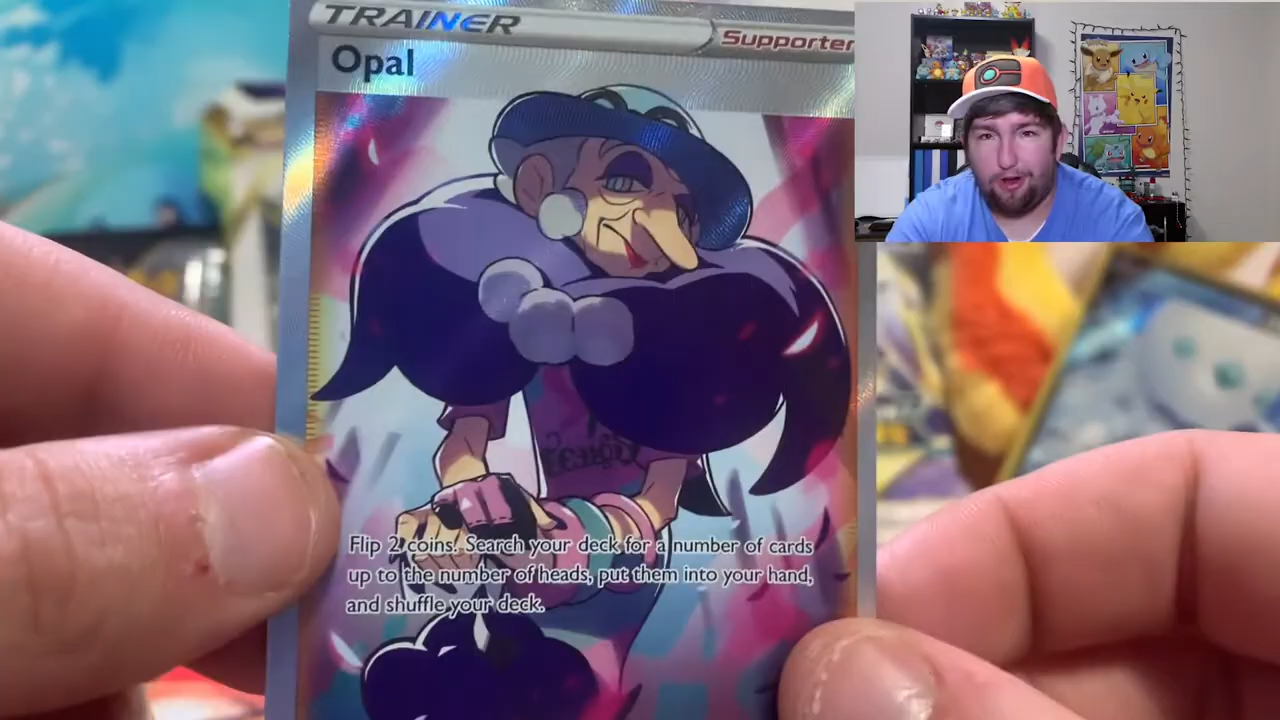 TRAINER
Supporter
Opal
Flip 2 coins. Search your deck for a number of cards
up to the number of heads, put them into your hand,
and shuffle your deck.